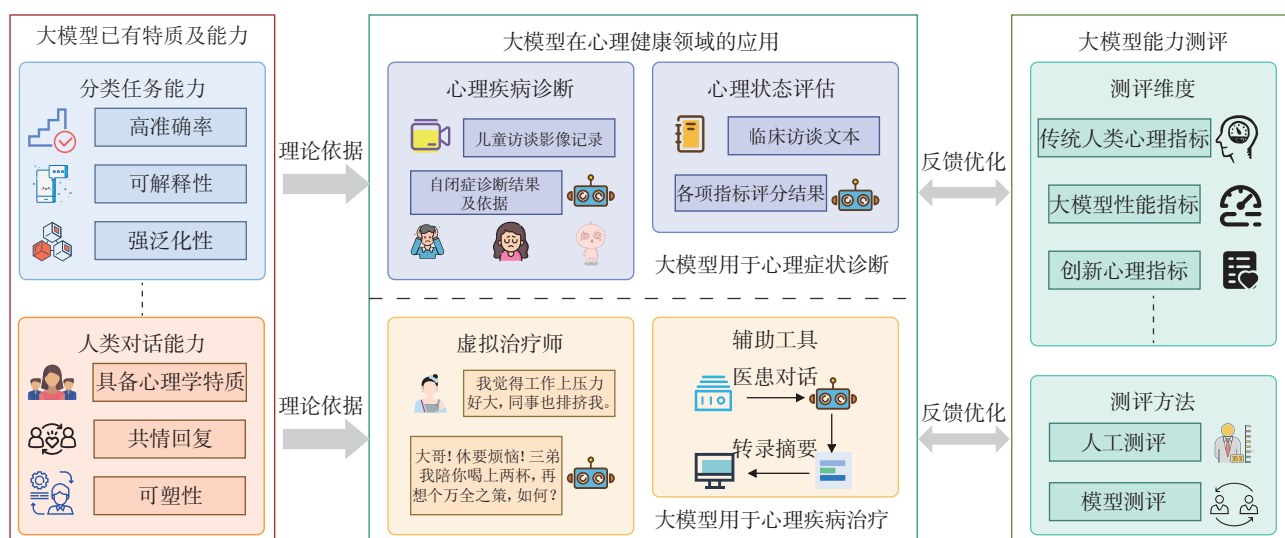 大模型已有特质及能力
分类任务能力
高准确率
可解释性
强泛化性
人类对话能力
具备心理学特质
共情回复
可塑性
理论依据
理论依据
大模型在心理健康领域的应用
心理疾病诊断
儿童访谈影像记录
自闭症诊断结果
及依据
心理状态评估
临床访谈文本
各项指标评分结果
大模型用于心理症状诊断
虚拟治疗师
我觉得工作上压力
好大，同事也排挤我。
大哥！休要烦恼！三弟
我陪你喝上两杯，再
想个万全之策，如何？
辅助工具
医患对话
转录摘要
大模型用于心理疾病治疗
反馈优化
反馈优化
大模型能力测评
测评维度
传统人类心理指标
大模型性能指标
创新心理指标
测评方法
人工测评
35%
模型测评